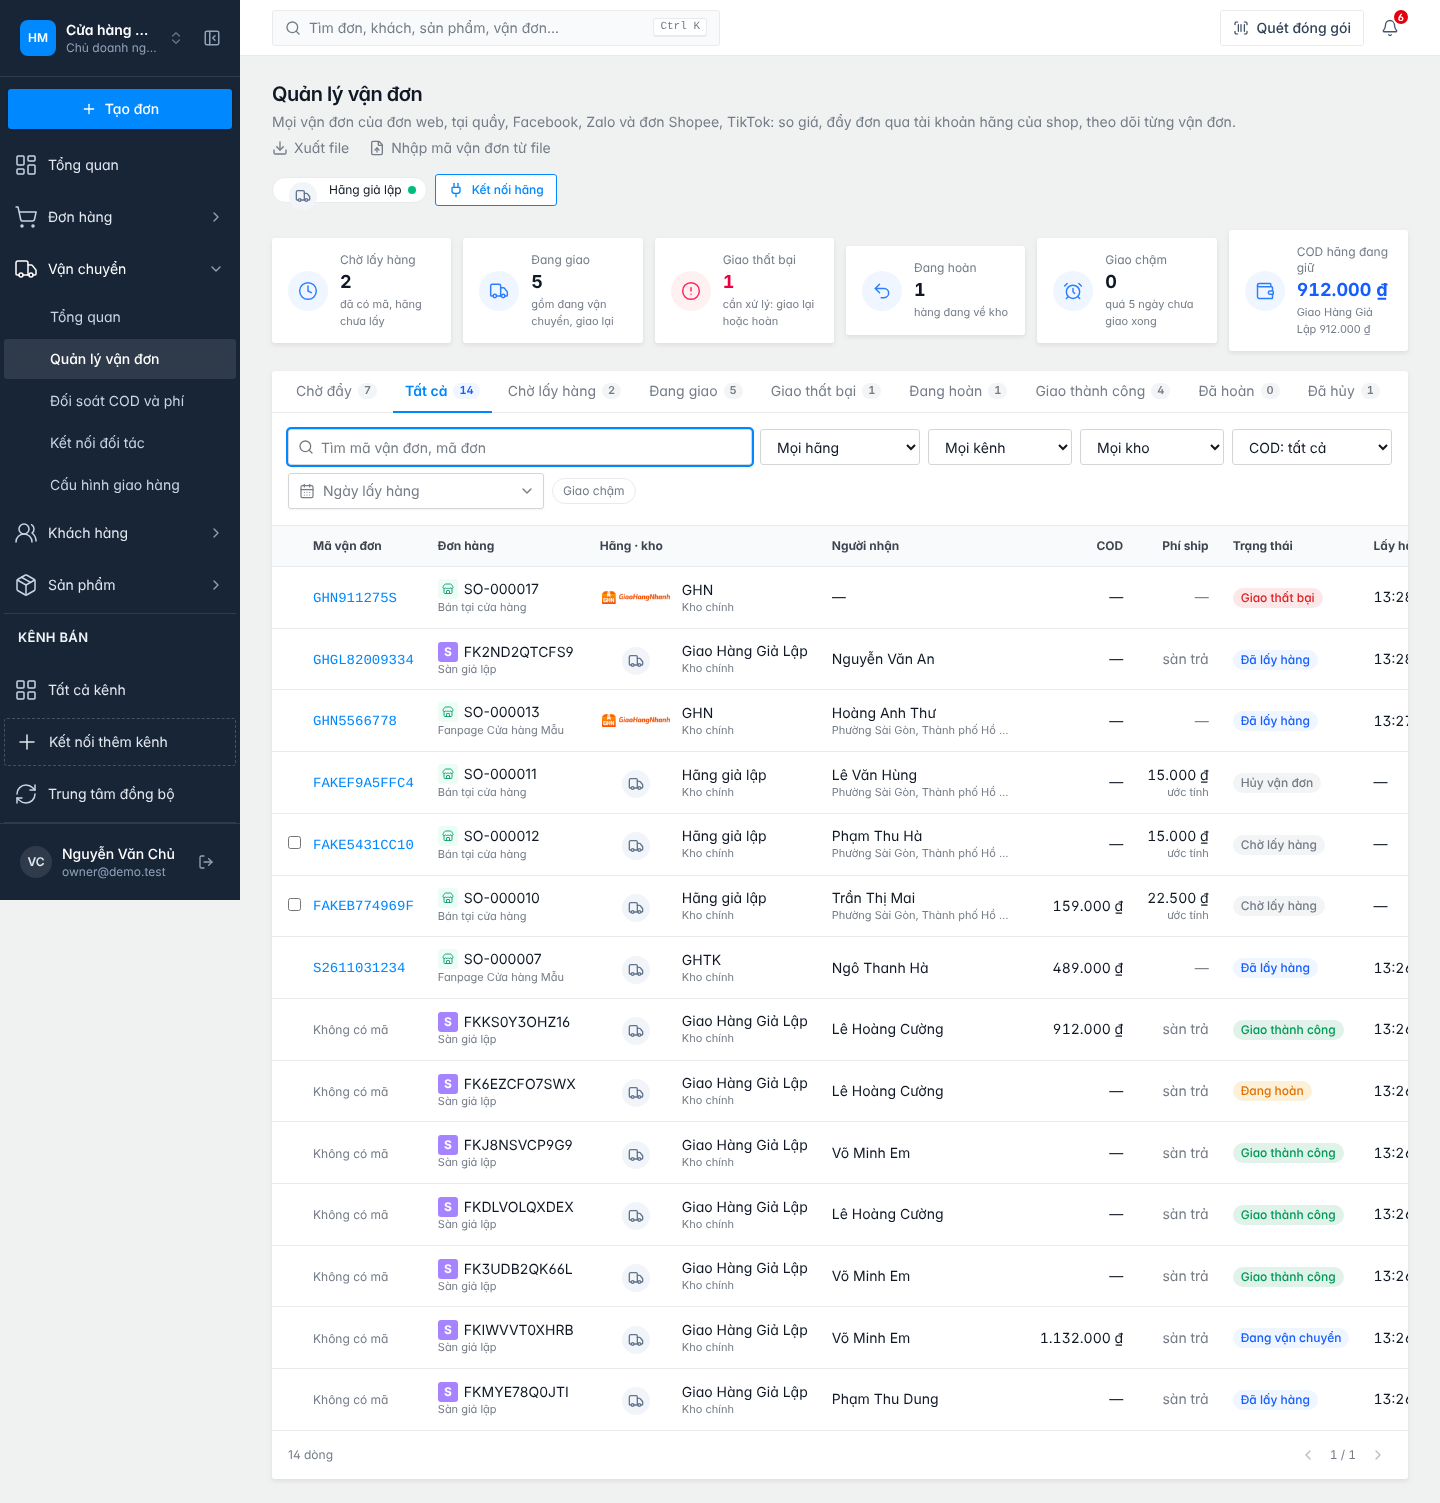 HM
Cửa hàng ...
Chủ doanh ng...
Tạo đơn
Tổng quan
Đơn hàng
Vận chuyển
Tổng quan
Quản lý vận đơn
Đối soát COD và phí
Kết nối đối tác
Cấu hình giao hàng
Khách hàng
Sản phẩm
KÊNH BÁN
Tất cả kênh
Kết nối thêm kênh
Trung tâm đồng bộ
VC
Nguyễn Văn Chủ
owner@demo.test
Tìm đơn, khách, sản phẩm, vận đơn...
Ctrl K
Quét đóng gói
6
Quản lý vận đơn
Mọi vận đơn của đơn web, tại quầy, Facebook, Zalo và đơn Shopee, TikTok: so giá, đẩy đơn qua tài khoản hãng của shop, theo dõi từng vận đơn.
Xuất file
Nhập mã vận đơn từ file
Hãng giả lập
Kết nối hãng
Chờ lấy hàng
2
đã có mã, hãng
chưa lấy
Đang giao
5
gồm đang vận
chuyển, giao lại
Giao thất bại
1
cần xử lý: giao lại
hoặc hoàn
Đang hoàn
1
hàng đang về kho
Giao chậm
0
quá 5 ngày chưa
giao xong
COD hãng đang
giữ
912.000 ₫
Giao Hàng Giả
Lập 912.000 ₫
Chờ đẩy 7
Tất cả 14
Chờ lấy hàng 2
Đang giao 5
Giao thất bại 1
Đang hoàn 1
Giao thành công 4
Đã hoàn 0
Đã hủy 1
Tìm mã vận đơn, mã đơn
Mọi hãng
Mọi kênh
Mọi kho
COD: tất cả
Ngày lấy hàng
Giao chậm
Mã vận đơn Đơn hàng Hãng · kho Người nhận COD Phí ship Trạng thái Lấy h
GHN911275S SO-000017 GHN GiaoHangNhanh GHN — — — Giao thất bại 13:28
Bán tại cửa hàng Kho chính
GHGL82009334 S FK2ND2QTCFS9 Giao Hàng Giả Lập Nguyễn Văn An — sàn trả Đã lấy hàng 13:28
Sàn giả lập Kho chính
GHN5566778 SO-000013 GHN GiaoHangNhanh GHN Hoàng Anh Thư — — Đã lấy hàng 13:27
Fanpage Cửa hàng Mẫu Kho chính Phường Sài Gòn, Thành phố Hồ ...
FAKEF9A5FFC4 SO-000011 Hãng giả lập Lê Văn Hùng — 15.000 ₫ Hủy vận đơn —
Bán tại cửa hàng Kho chính Phường Sài Gòn, Thành phố Hồ ... ước tính
FAKE5431CC10 SO-000012 Hãng giả lập Phạm Thu Hà — 15.000 ₫ Chờ lấy hàng —
Bán tại cửa hàng Kho chính Phường Sài Gòn, Thành phố Hồ ... ước tính
FAKEB774969F SO-000010 Hãng giả lập Trần Thị Mai 159.000 ₫ 22.500 ₫ Chờ lấy hàng —
Bán tại cửa hàng Kho chính Phường Sài Gòn, Thành phố Hồ ... ước tính
S2611031234 SO-000007 GHTK Ngô Thanh Hà 489.000 ₫ — Đã lấy hàng 13:26
Fanpage Cửa hàng Mẫu Kho chính
Không có mã S FKKS0Y3OHZ16 Giao Hàng Giả Lập Lê Hoàng Cường 912.000 ₫ sàn trả Giao thành công 13:26
Sàn giả lập Kho chính
Không có mã S FK6EZCFO7SWX Giao Hàng Giả Lập Lê Hoàng Cường — sàn trả Đang hoàn 13:26
Sàn giả lập Kho chính
Không có mã S FKJ8NSVCP9G9 Giao Hàng Giả Lập Võ Minh Em — sàn trả Giao thành công 13:26
Sàn giả lập Kho chính
Không có mã S FKDLVOLQXDEX Giao Hàng Giả Lập Lê Hoàng Cường — sàn trả Giao thành công 13:26
Sàn giả lập Kho chính
Không có mã S FK3UDB2QK66L Giao Hàng Giả Lập Võ Minh Em — sàn trả Giao thành công 13:26
Sàn giả lập Kho chính
Không có mã S FKIWVVT0XHRB Giao Hàng Giả Lập Võ Minh Em 1.132.000 ₫ sàn trả Đang vận chuyển 13:26
Sàn giả lập Kho chính
Không có mã S FKMYE78Q0JTI Giao Hàng Giả Lập Phạm Thu Dung — sàn trả Đã lấy hàng 13:26
Sàn giả lập Kho chính
14 dòng
1 / 1